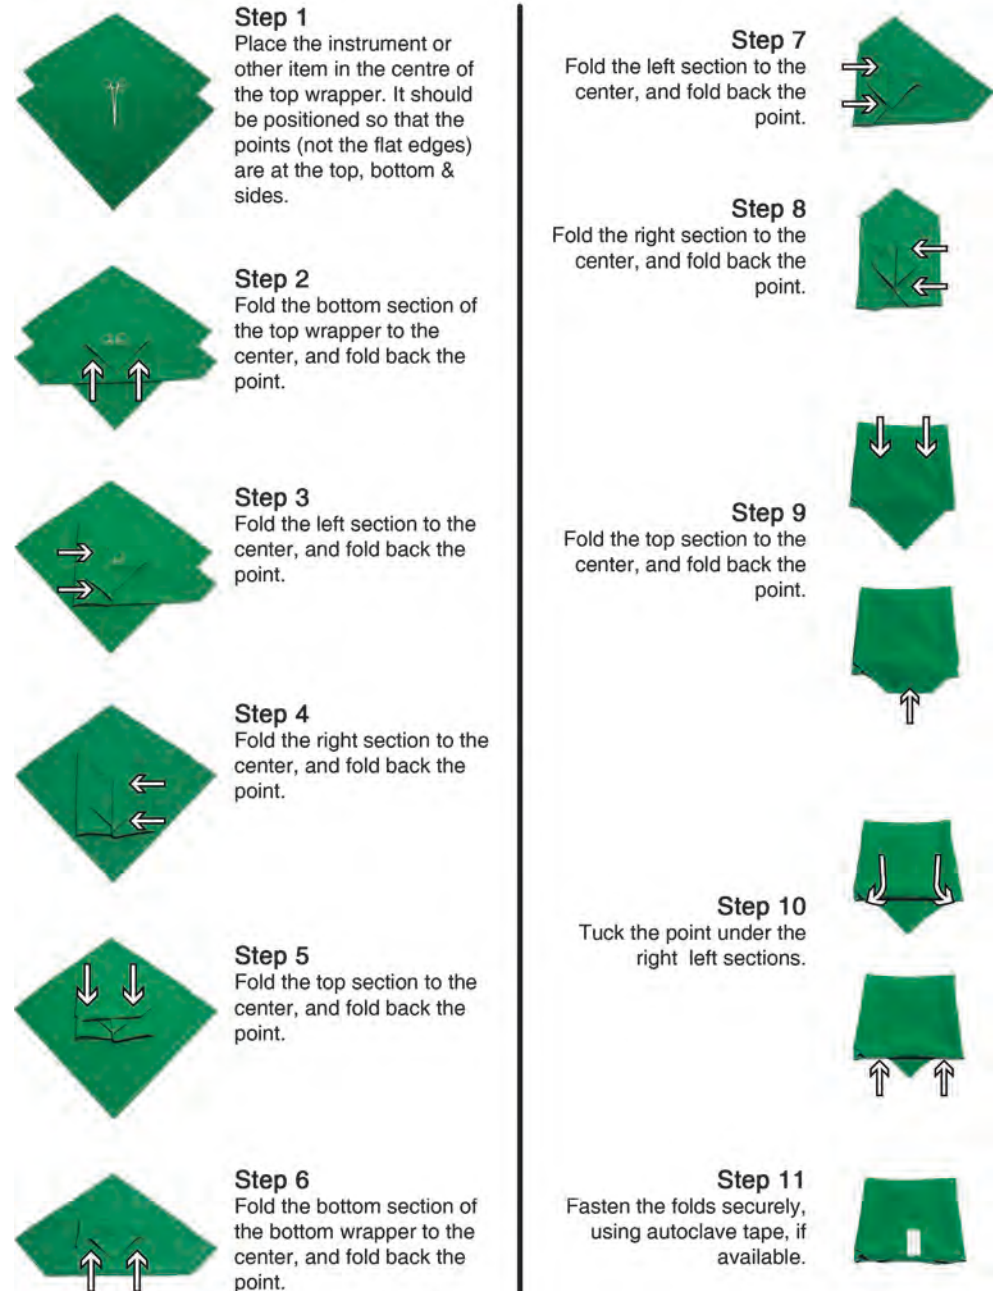 Step 1
Place the instrument or
other item in the centre of
the top wrapper. It should
be positioned so that the
points (not the flat edges)
are at the top, bottom &
sides.
Step 2
Fold the bottom section of
the top wrapper to the
center, and fold back the
point.
Step 3
Fold the left section to the
center, and fold back the
point.
Step 4
Fold the right section to the
center, and fold back the
point.
Step 5
Fold the top section to the
center, and fold back the
point.
Step 6
Fold the bottom section of
the bottom wrapper to the
center, and fold back the
point.
Step 7
Fold the left section to the
center, and fold back the
point.
Step 8
Fold the right section to the
center, and fold back the
point.
Step 9
Fold the top section to the
center, and fold back the
point.
Step 10
Tuck the point under the
right left sections.
Step 11
Fasten the folds securely,
using autoclave tape, if
available.